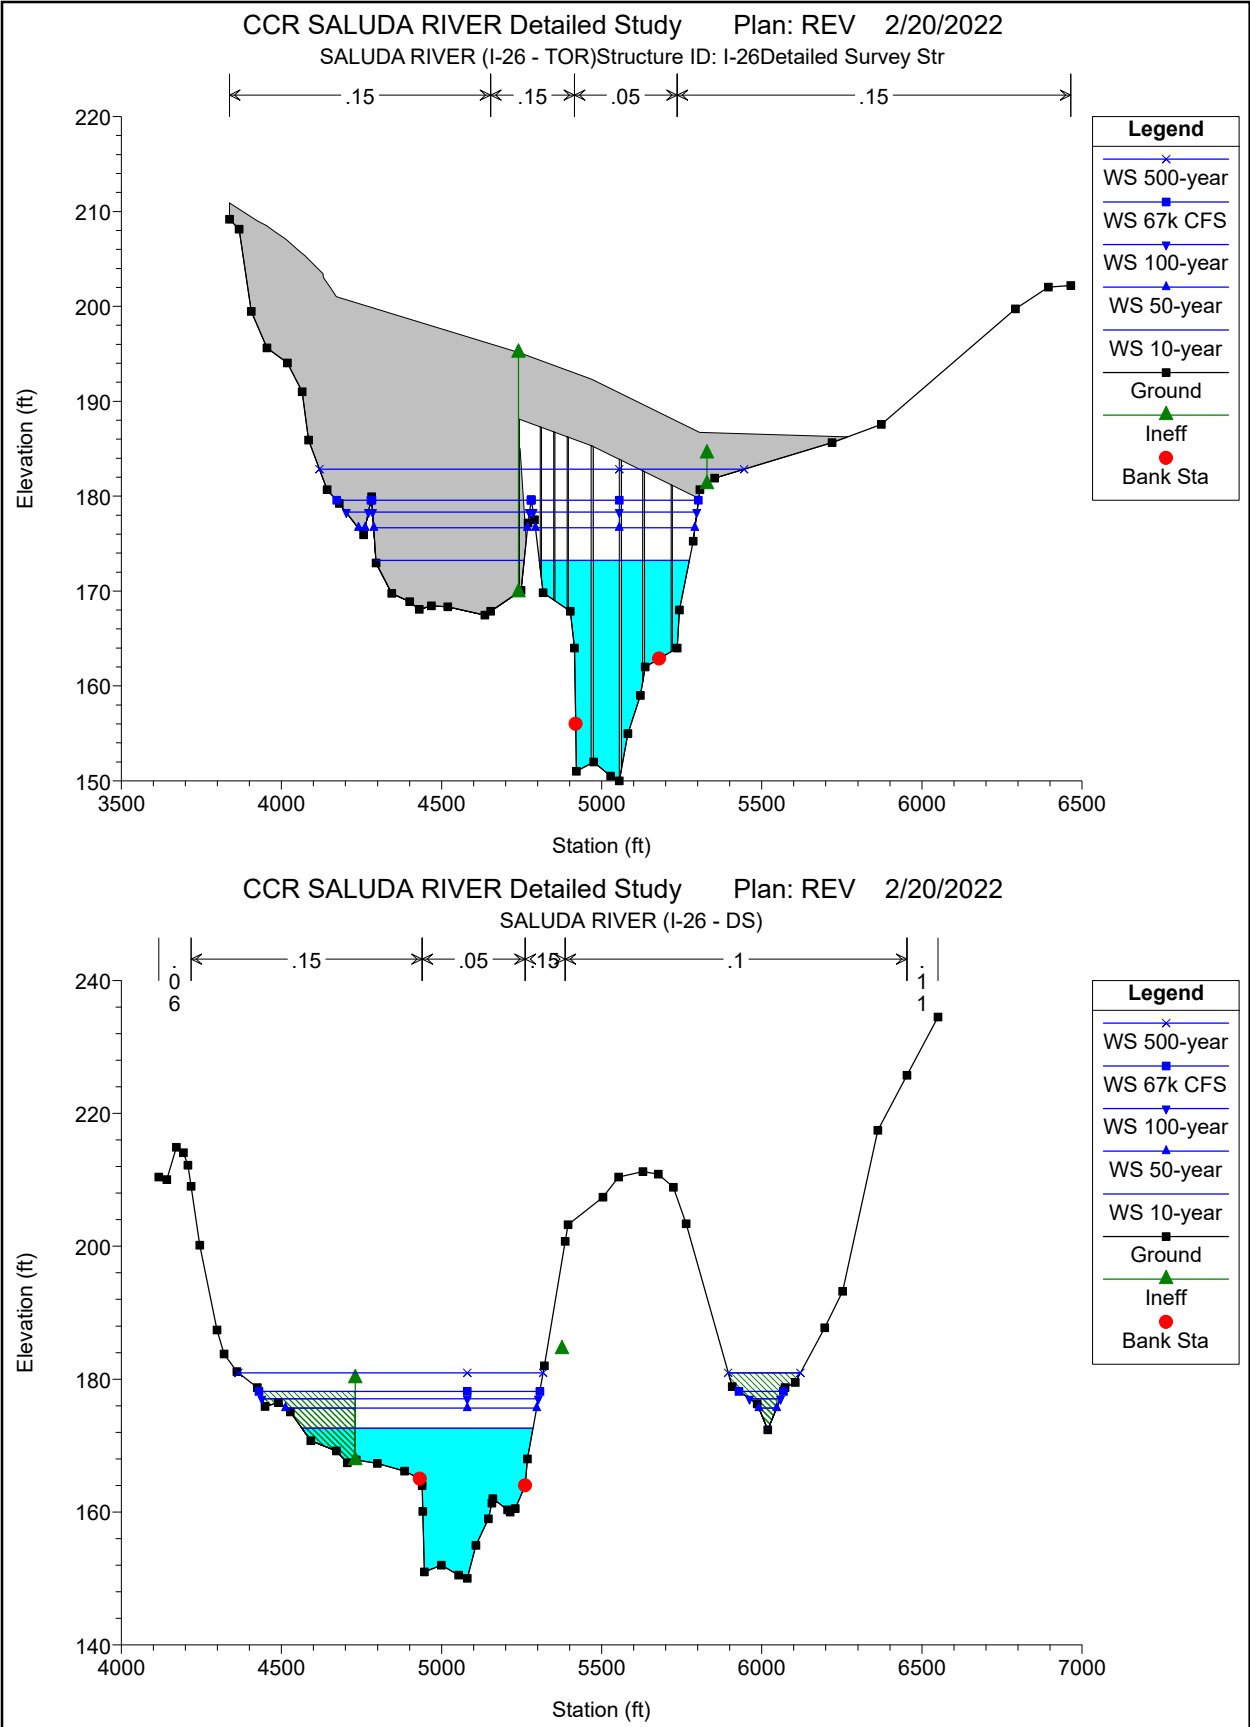 CCR SALUDA RIVER Detailed Study Plan: REV 2/20/2022
SALUDA RIVER (I-26 - TOR)Structure ID: I-26Detailed Survey Str
.15 .15 .05 .15
220
210
200
190
180
170
160
150
Elevation (ft)
3500 4000 4500 5000 5500 6000 6500
Station (ft)
Legend
WS 500-year
WS 67k CFS
WS 100-year
WS 50-year
WS 10-year
Ground
Ineff
Bank Sta
CCR SALUDA RIVER Detailed Study Plan: REV 2/20/2022
SALUDA RIVER (I-26 - DS)
.06 .15 .05 .15 .1 .11
240
220
200
180
160
140
Elevation (ft)
4000 4500 5000 5500 6000 6500 7000
Station (ft)
Legend
WS 500-year
WS 67k CFS
WS 100-year
WS 50-year
WS 10-year
Ground
Ineff
Bank Sta